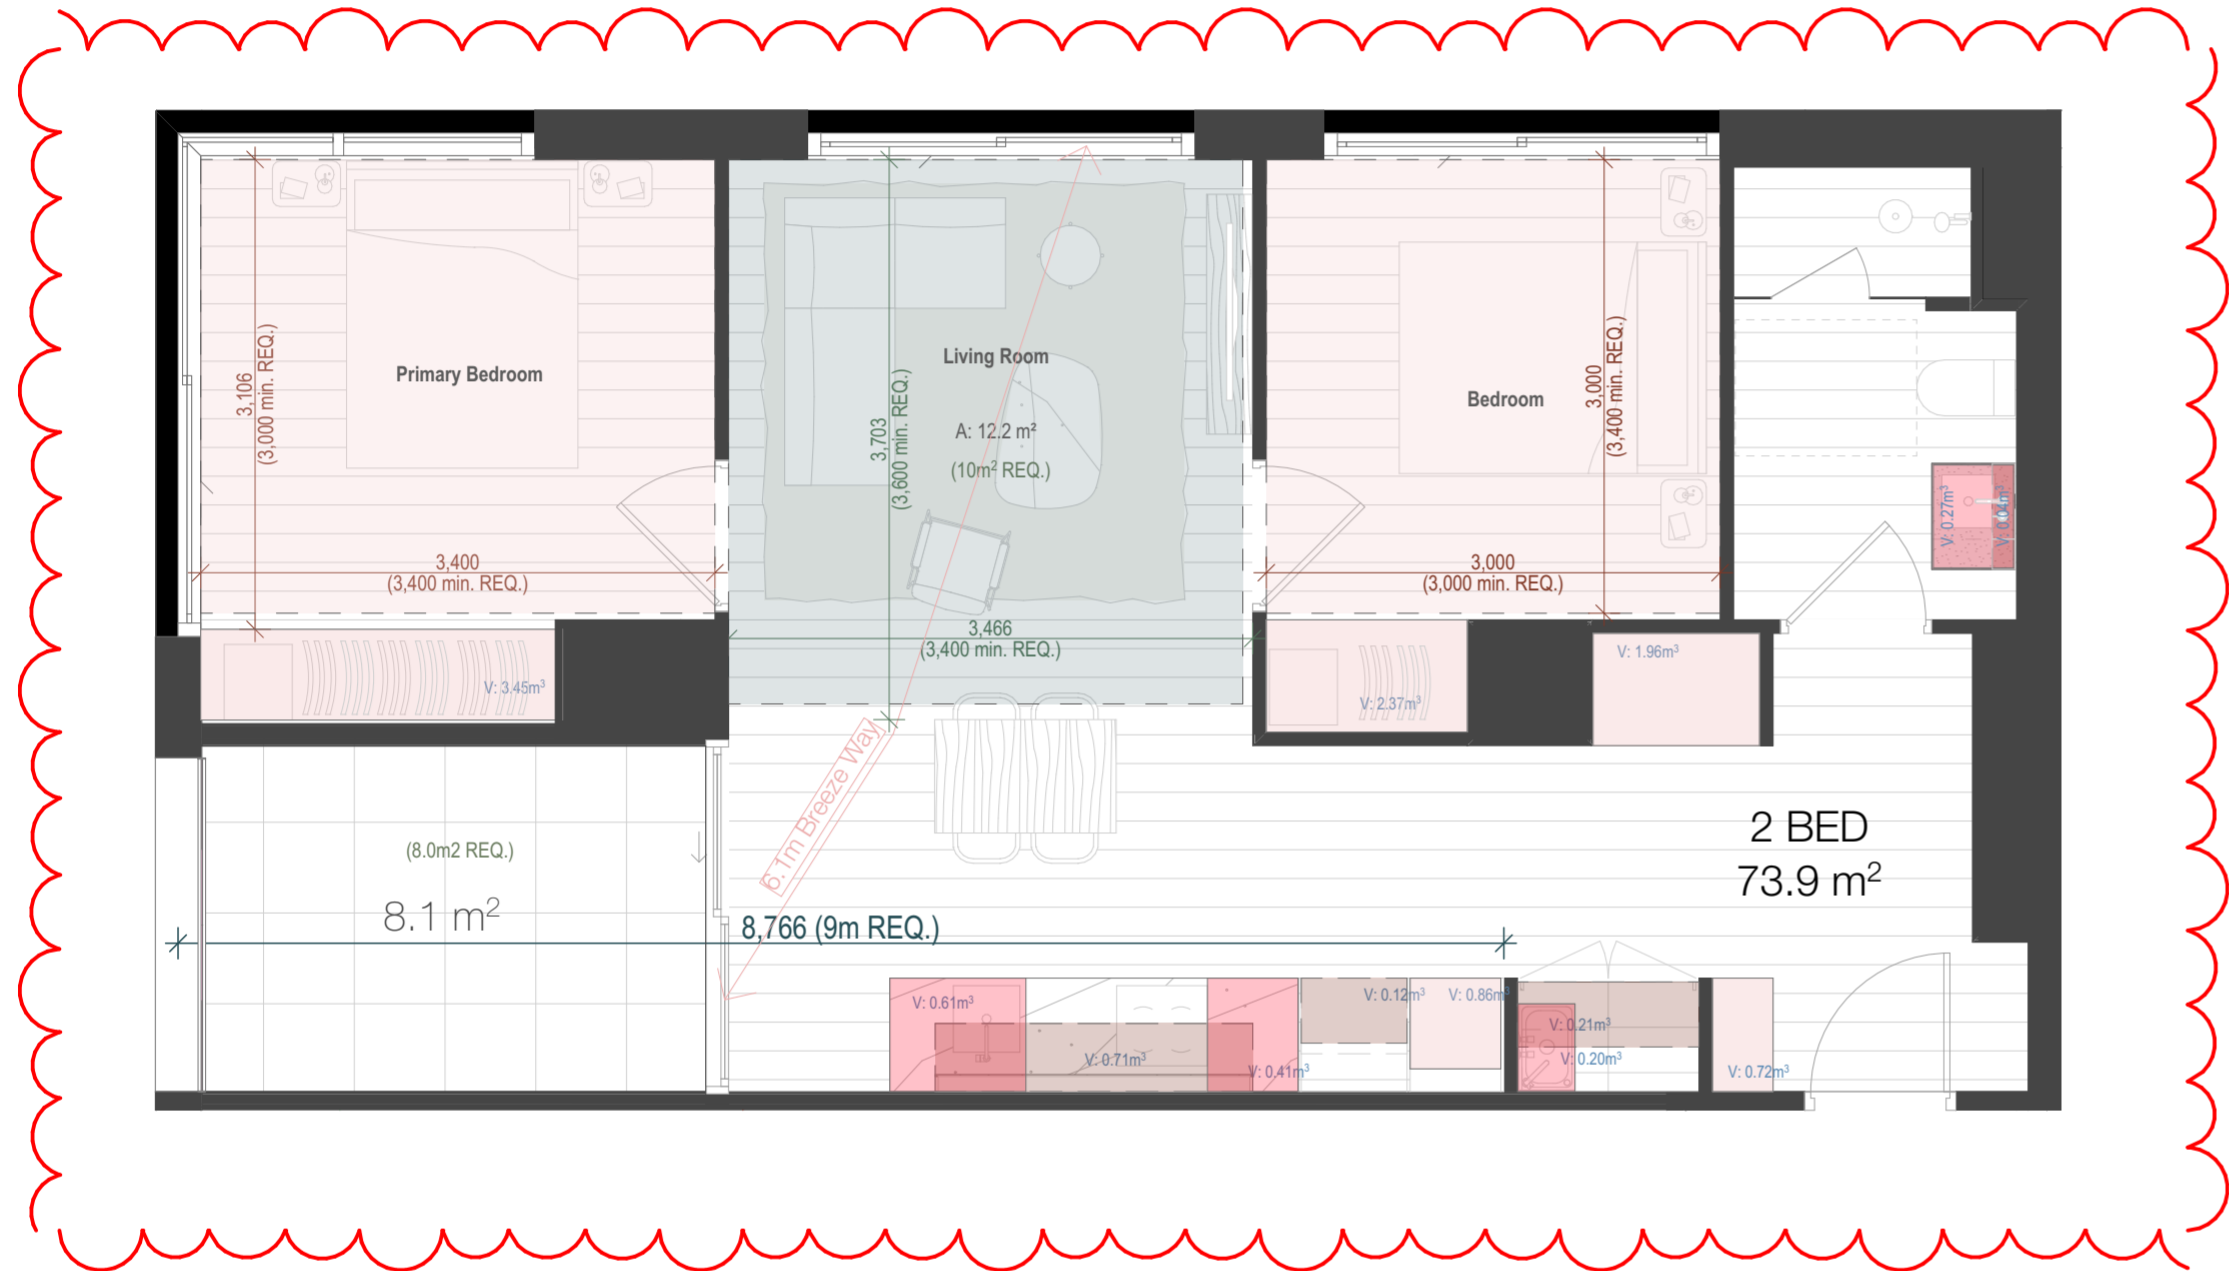 Primary Bedroom
3,106
(3,000 min. REQ.)
3,400
(3,400 min. REQ.)
V: 3.45m³
Living Room
A: 12.2 m²
(10m² REQ.)
3,703
(3,600 min. REQ.)
3,466
(3,400 min. REQ.)
Bedroom
3,000
(3,400 min. REQ.)
3,000
(3,000 min. REQ.)
V: 2.37m³
V: 1.96m³
V: 0.27m³
V: 0.04m³
(8.0m2 REQ.)
8.1 m²
6.1m Breeze Way
8,766 (9m REQ.)
2 BED
73.9 m²
V: 0.61m³
V: 0.71m³
V: 0.41m³
V: 0.12m³
V: 0.86m³
V: 0.21m³
V: 0.20m³
V: 0.72m³